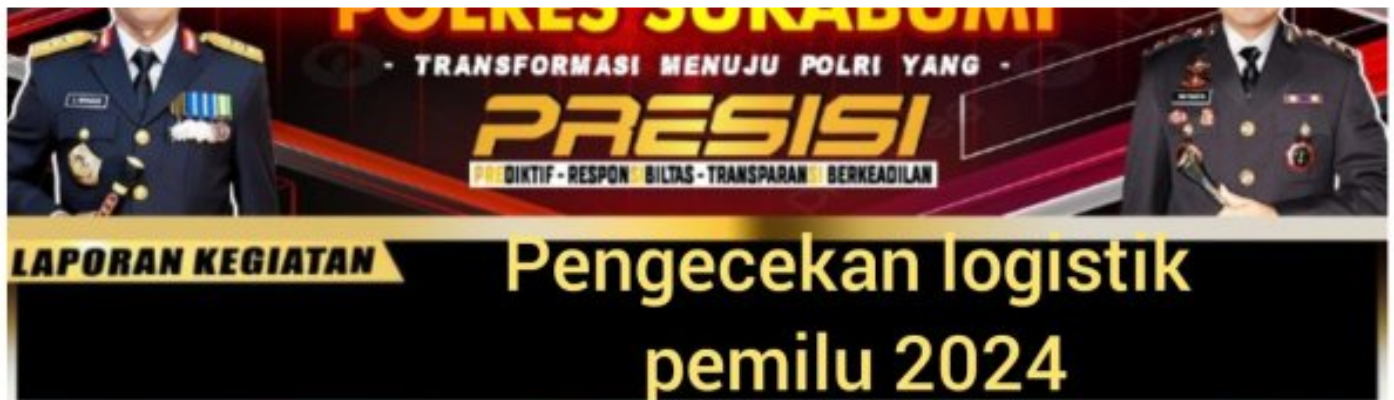 POLRES SUKABUMI
- TRANSFORMASI MENUJU POLRI YANG -
PRESISI
PREDIKTIF - RESPONSIBILTAS - TRANSPARANSI BERKEADILAN
LAPORAN KEGIATAN
Pengecekan logistik
pemilu 2024